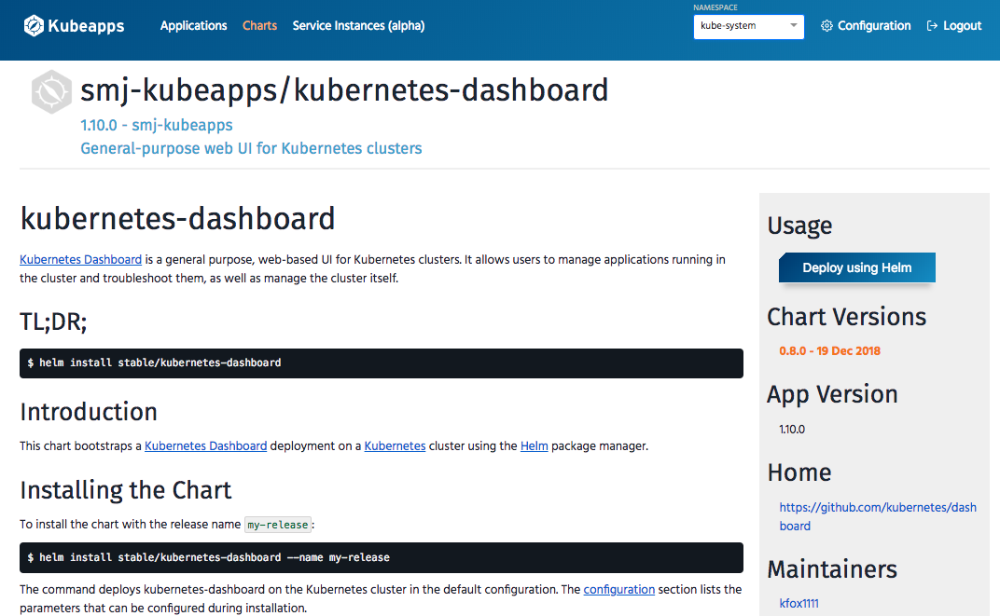 Kubeapps
Applications
Charts
Service Instances (alpha)
NAMESPACE
kube-system
Configuration
Logout
smj-kubeapps/kubernetes-dashboard
1.10.0 - smj-kubeapps
General-purpose web UI for Kubernetes clusters
kubernetes-dashboard
Kubernetes Dashboard is a general purpose, web-based UI for Kubernetes clusters. It allows users to manage applications running in
the cluster and troubleshoot them, as well as manage the cluster itself.
TL;DR;
$ helm install stable/kubernetes-dashboard
Introduction
This chart bootstraps a Kubernetes Dashboard deployment on a Kubernetes cluster using the Helm package manager.
Installing the Chart
To install the chart with the release name my-release:
$ helm install stable/kubernetes-dashboard --name my-release
The command deploys kubernetes-dashboard on the Kubernetes cluster in the default configuration. The configuration section lists the
parameters that can be configured during installation.
Usage
Deploy using Helm
Chart Versions
0.8.0 - 19 Dec 2018
App Version
1.10.0
Home
https://github.com/kubernetes/dash
board
Maintainers
kfox1111